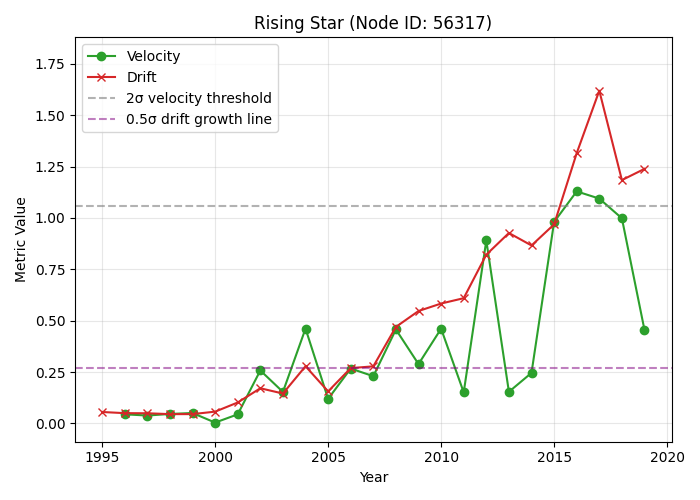 Rising Star (Node ID: 56317)
Velocity
Drift
2σ velocity threshold
0.5σ drift growth line
Metric Value
1.75
1.50
1.25
1.00
0.75
0.50
0.25
0.00
1995
2000
2005
2010
2015
2020
Year